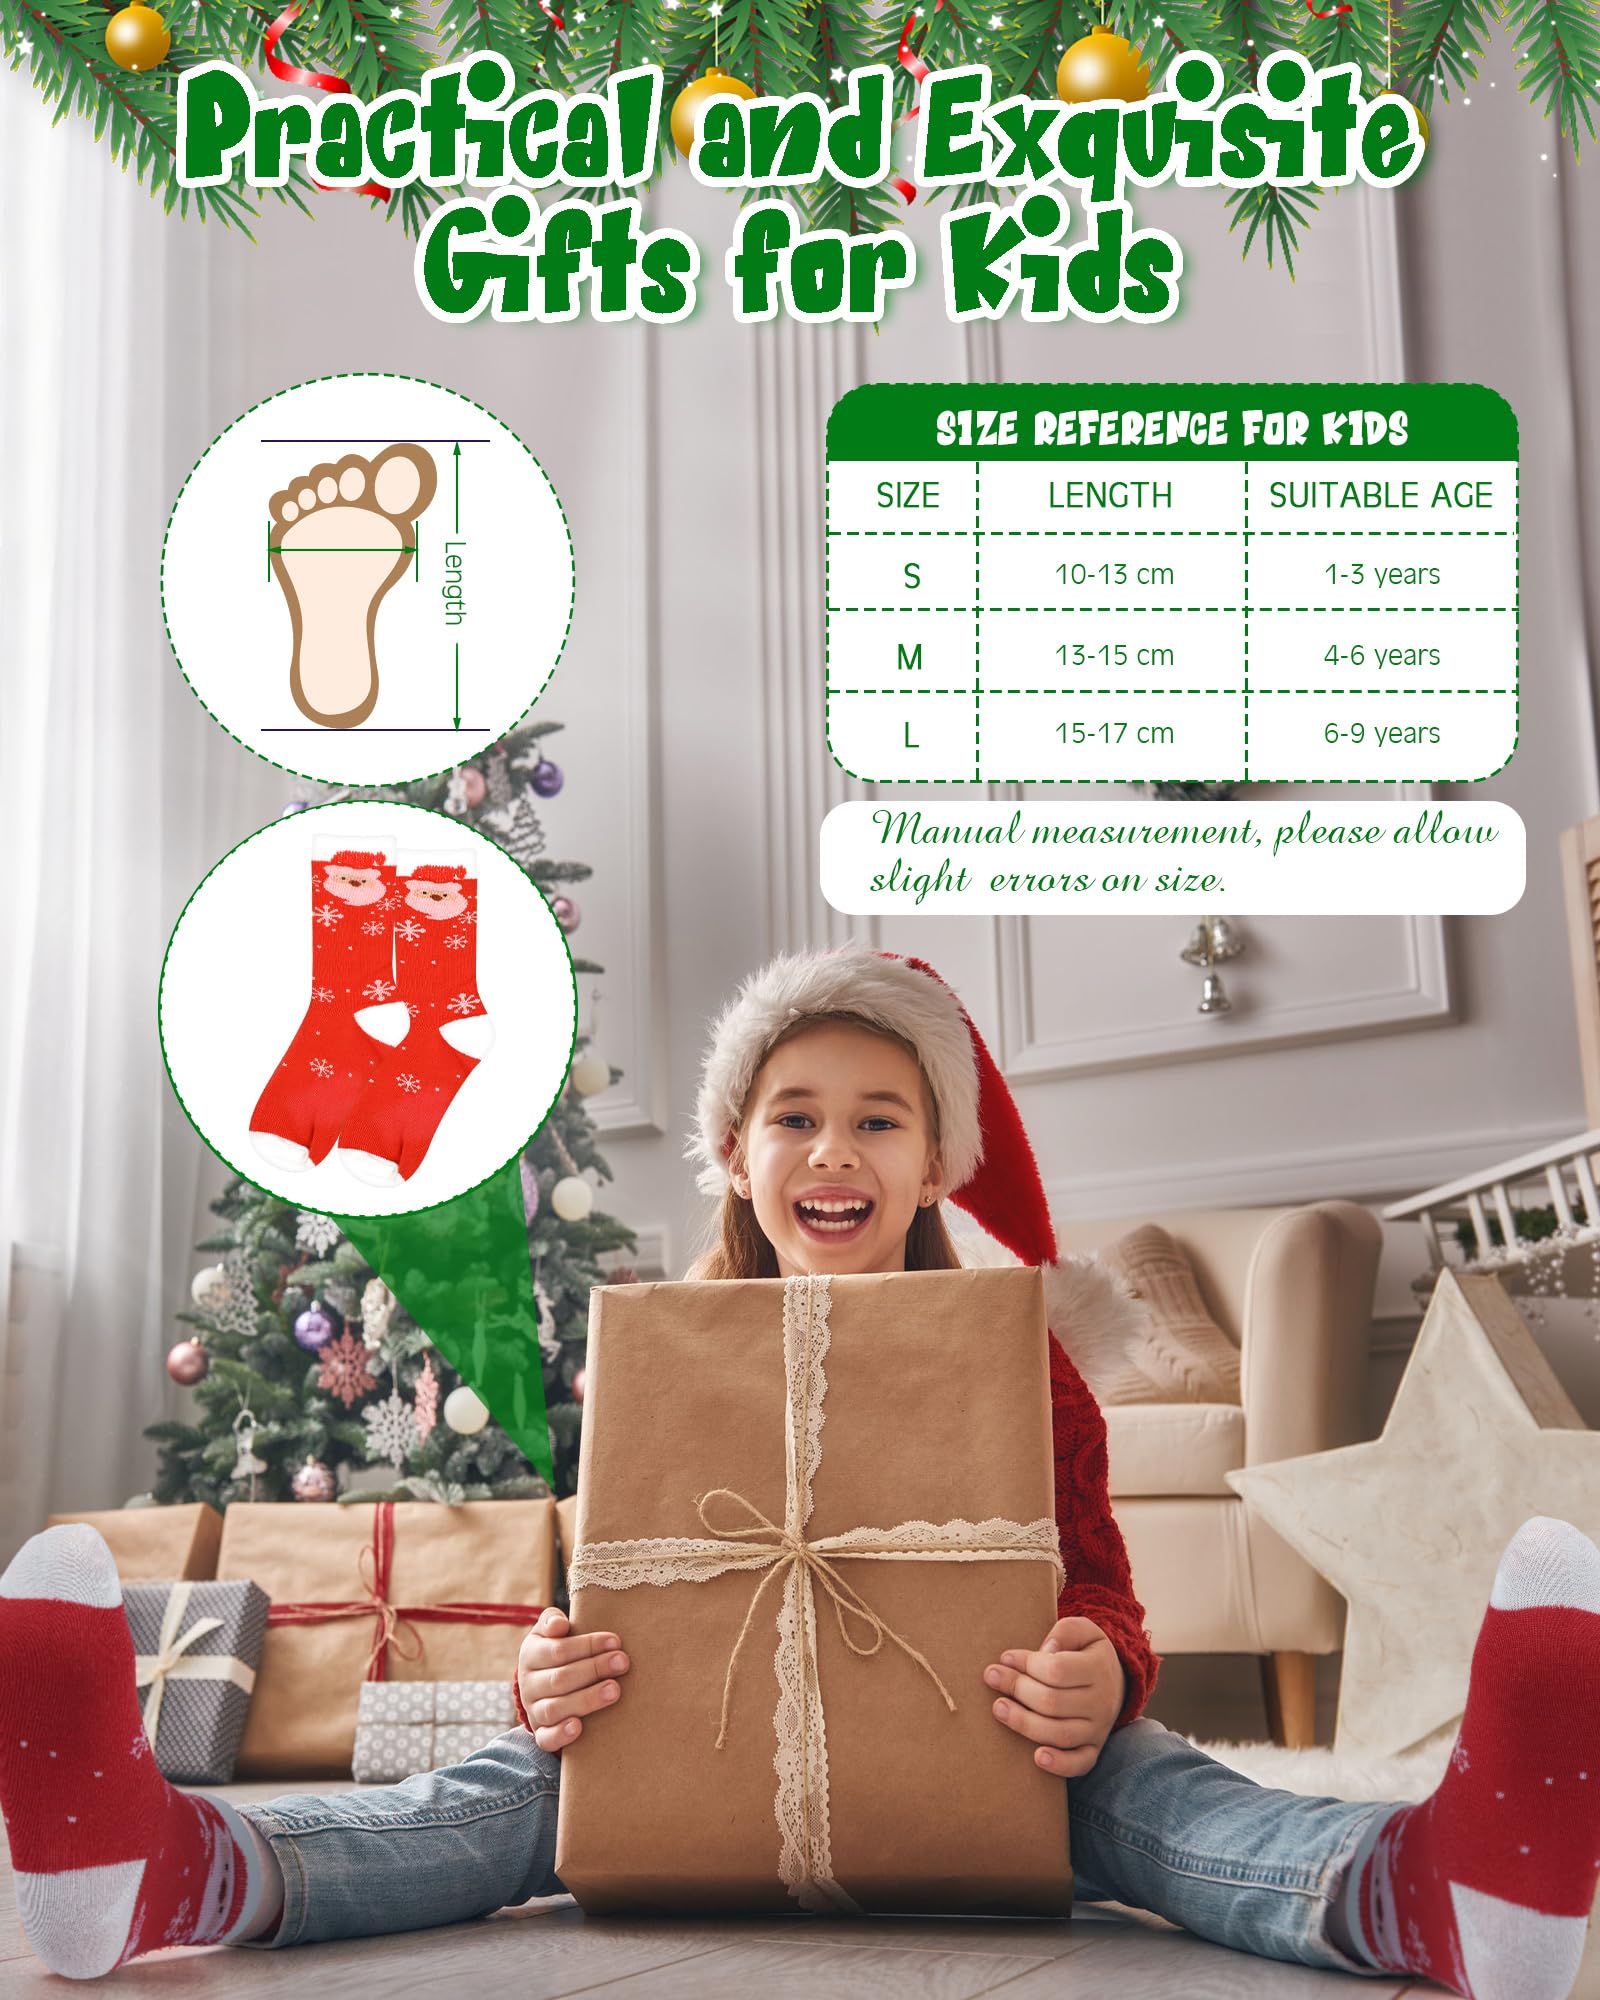 Practical and Exquisite
Gifts for Kids
Length
SIZE REFERENCE FOR KIDS
SIZE LENGTH SUITABLE AGE
S 10-13 cm 1-3 years
M 13-15 cm 4-6 years
L 15-17 cm 6-9 years
Manual measurement, please allow
slight errors on size.